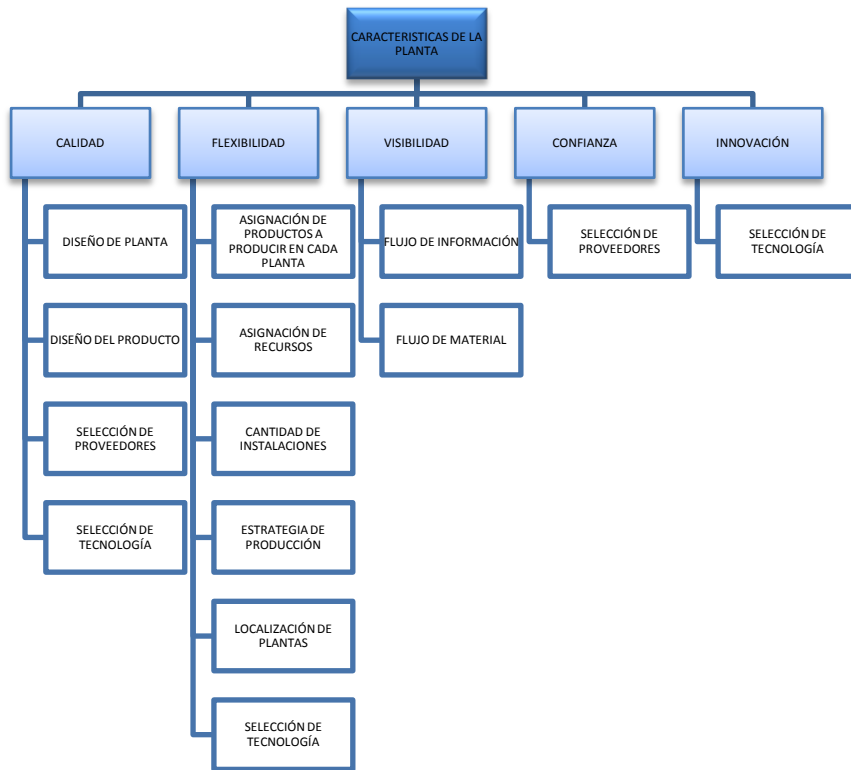 CARACTERISTICAS DE LA
PLANTA
CALIDAD
FLEXIBILIDAD
VISIBILIDAD
CONFIANZA
INNOVACIÓN
DISEÑO DE PLANTA
DISEÑO DEL PRODUCTO
SELECCIÓN DE
PROVEEDORES
SELECCIÓN DE
TECNOLOGÍA
ASIGNACIÓN DE
PRODUCTOS A
PRODUCIR EN CADA
PLANTA
ASIGNACIÓN DE
RECURSOS
CANTIDAD DE
INSTALACIONES
ESTRATEGIA DE
PRODUCCIÓN
LOCALIZACIÓN DE
PLANTAS
SELECCIÓN DE
TECNOLOGÍA
FLUJO DE INFORMACIÓN
FLUJO DE MATERIAL
SELECCIÓN DE
PROVEEDORES
SELECCIÓN DE
TECNOLOGÍA